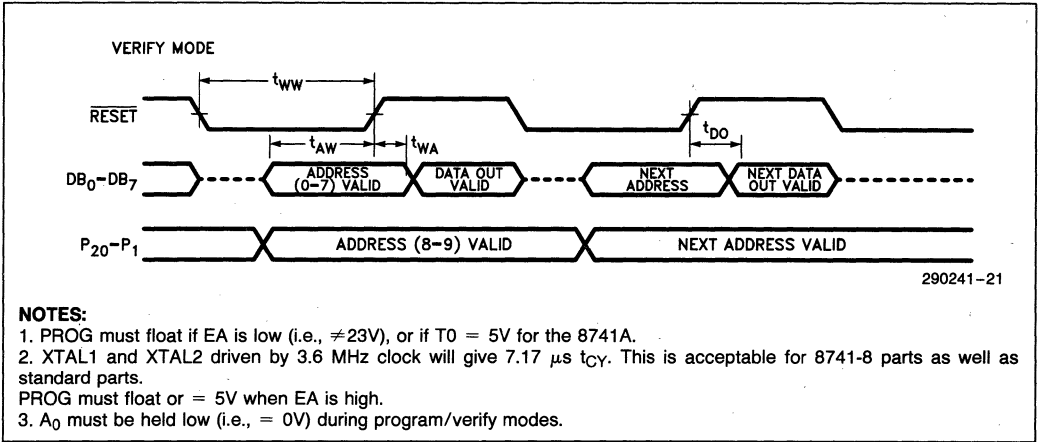 VERIFY MODE
tWW
RESET
tAW
tWA
tDO
DB0–DB7
ADDRESS
(0–7) VALID
DATA OUT
VALID
NEXT
ADDRESS
NEXT DATA
OUT VALID
P20–P1
ADDRESS (8–9) VALID
NEXT ADDRESS VALID
290241–21
NOTES:
1. PROG must float if EA is low (i.e., ≠23V), or if T0 = 5V for the 8741A.
2. XTAL1 and XTAL2 driven by 3.6 MHz clock will give 7.17 μs tCY. This is acceptable for 8741-8 parts as well as
standard parts.
PROG must float or = 5V when EA is high.
3. A0 must be held low (i.e., = 0V) during program/verify modes.